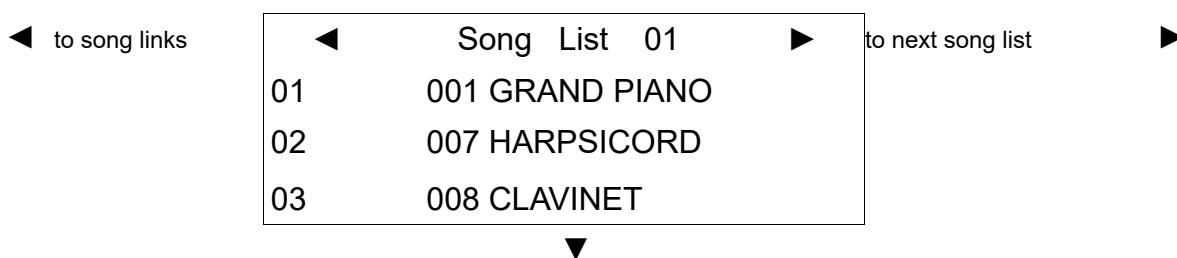 ◄ to song links ◄ Song List 01 ► to next song list ►
01 001 GRAND PIANO
02 007 HARPSICORD
03 008 CLAVINET
▼